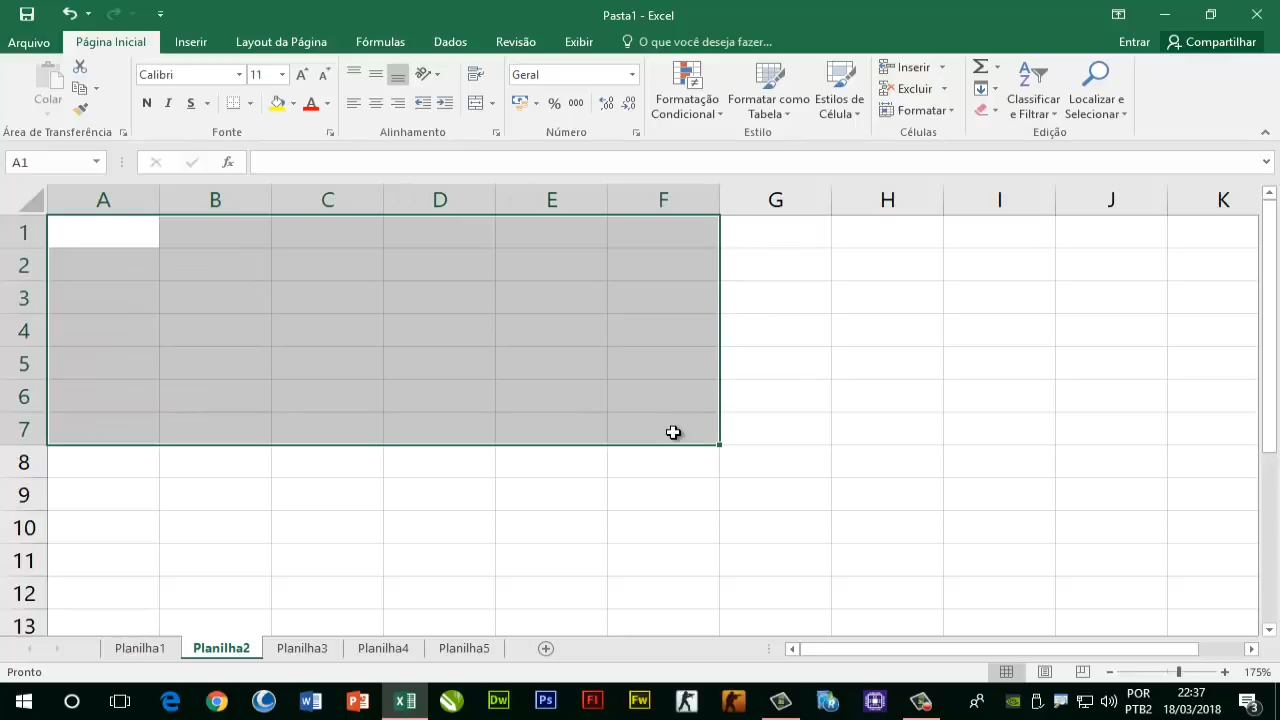 Pasta1 - Excel
Arquivo Página Inicial Inserir Layout da Página Fórmulas Dados Revisão Exibir O que você deseja fazer... Entrar Compartilhar
Colar
Calibri 11
N I S
Geral
% 000
Formatação Condicional
Formatar como Tabela
Estilos de Célula
Inserir
Excluir
Formatar
Classificar e Filtrar
Localizar e Selecionar
Área de Transferência Fonte Alinhamento Número Estilo Células Edição
A1 fx
A B C D E F G H I J K
1
2
3
4
5
6
7
8
9
10
11
12
13
Planilha1 Planilha2 Planilha3 Planilha4 Planilha5
Pronto 175%
POR PTB2
22:37
18/03/2018
3